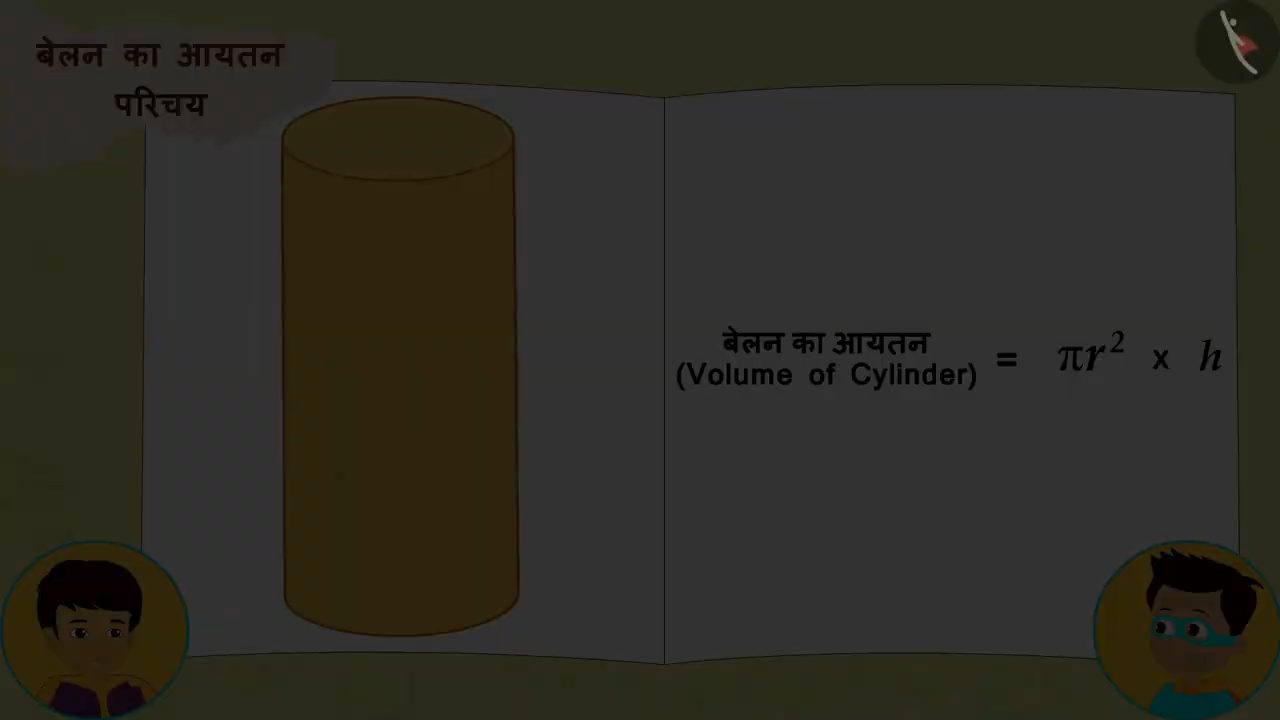 बेलन का आयतन
परिचय
बेलन का आयतन
(Volume of Cylinder) = πr² x h